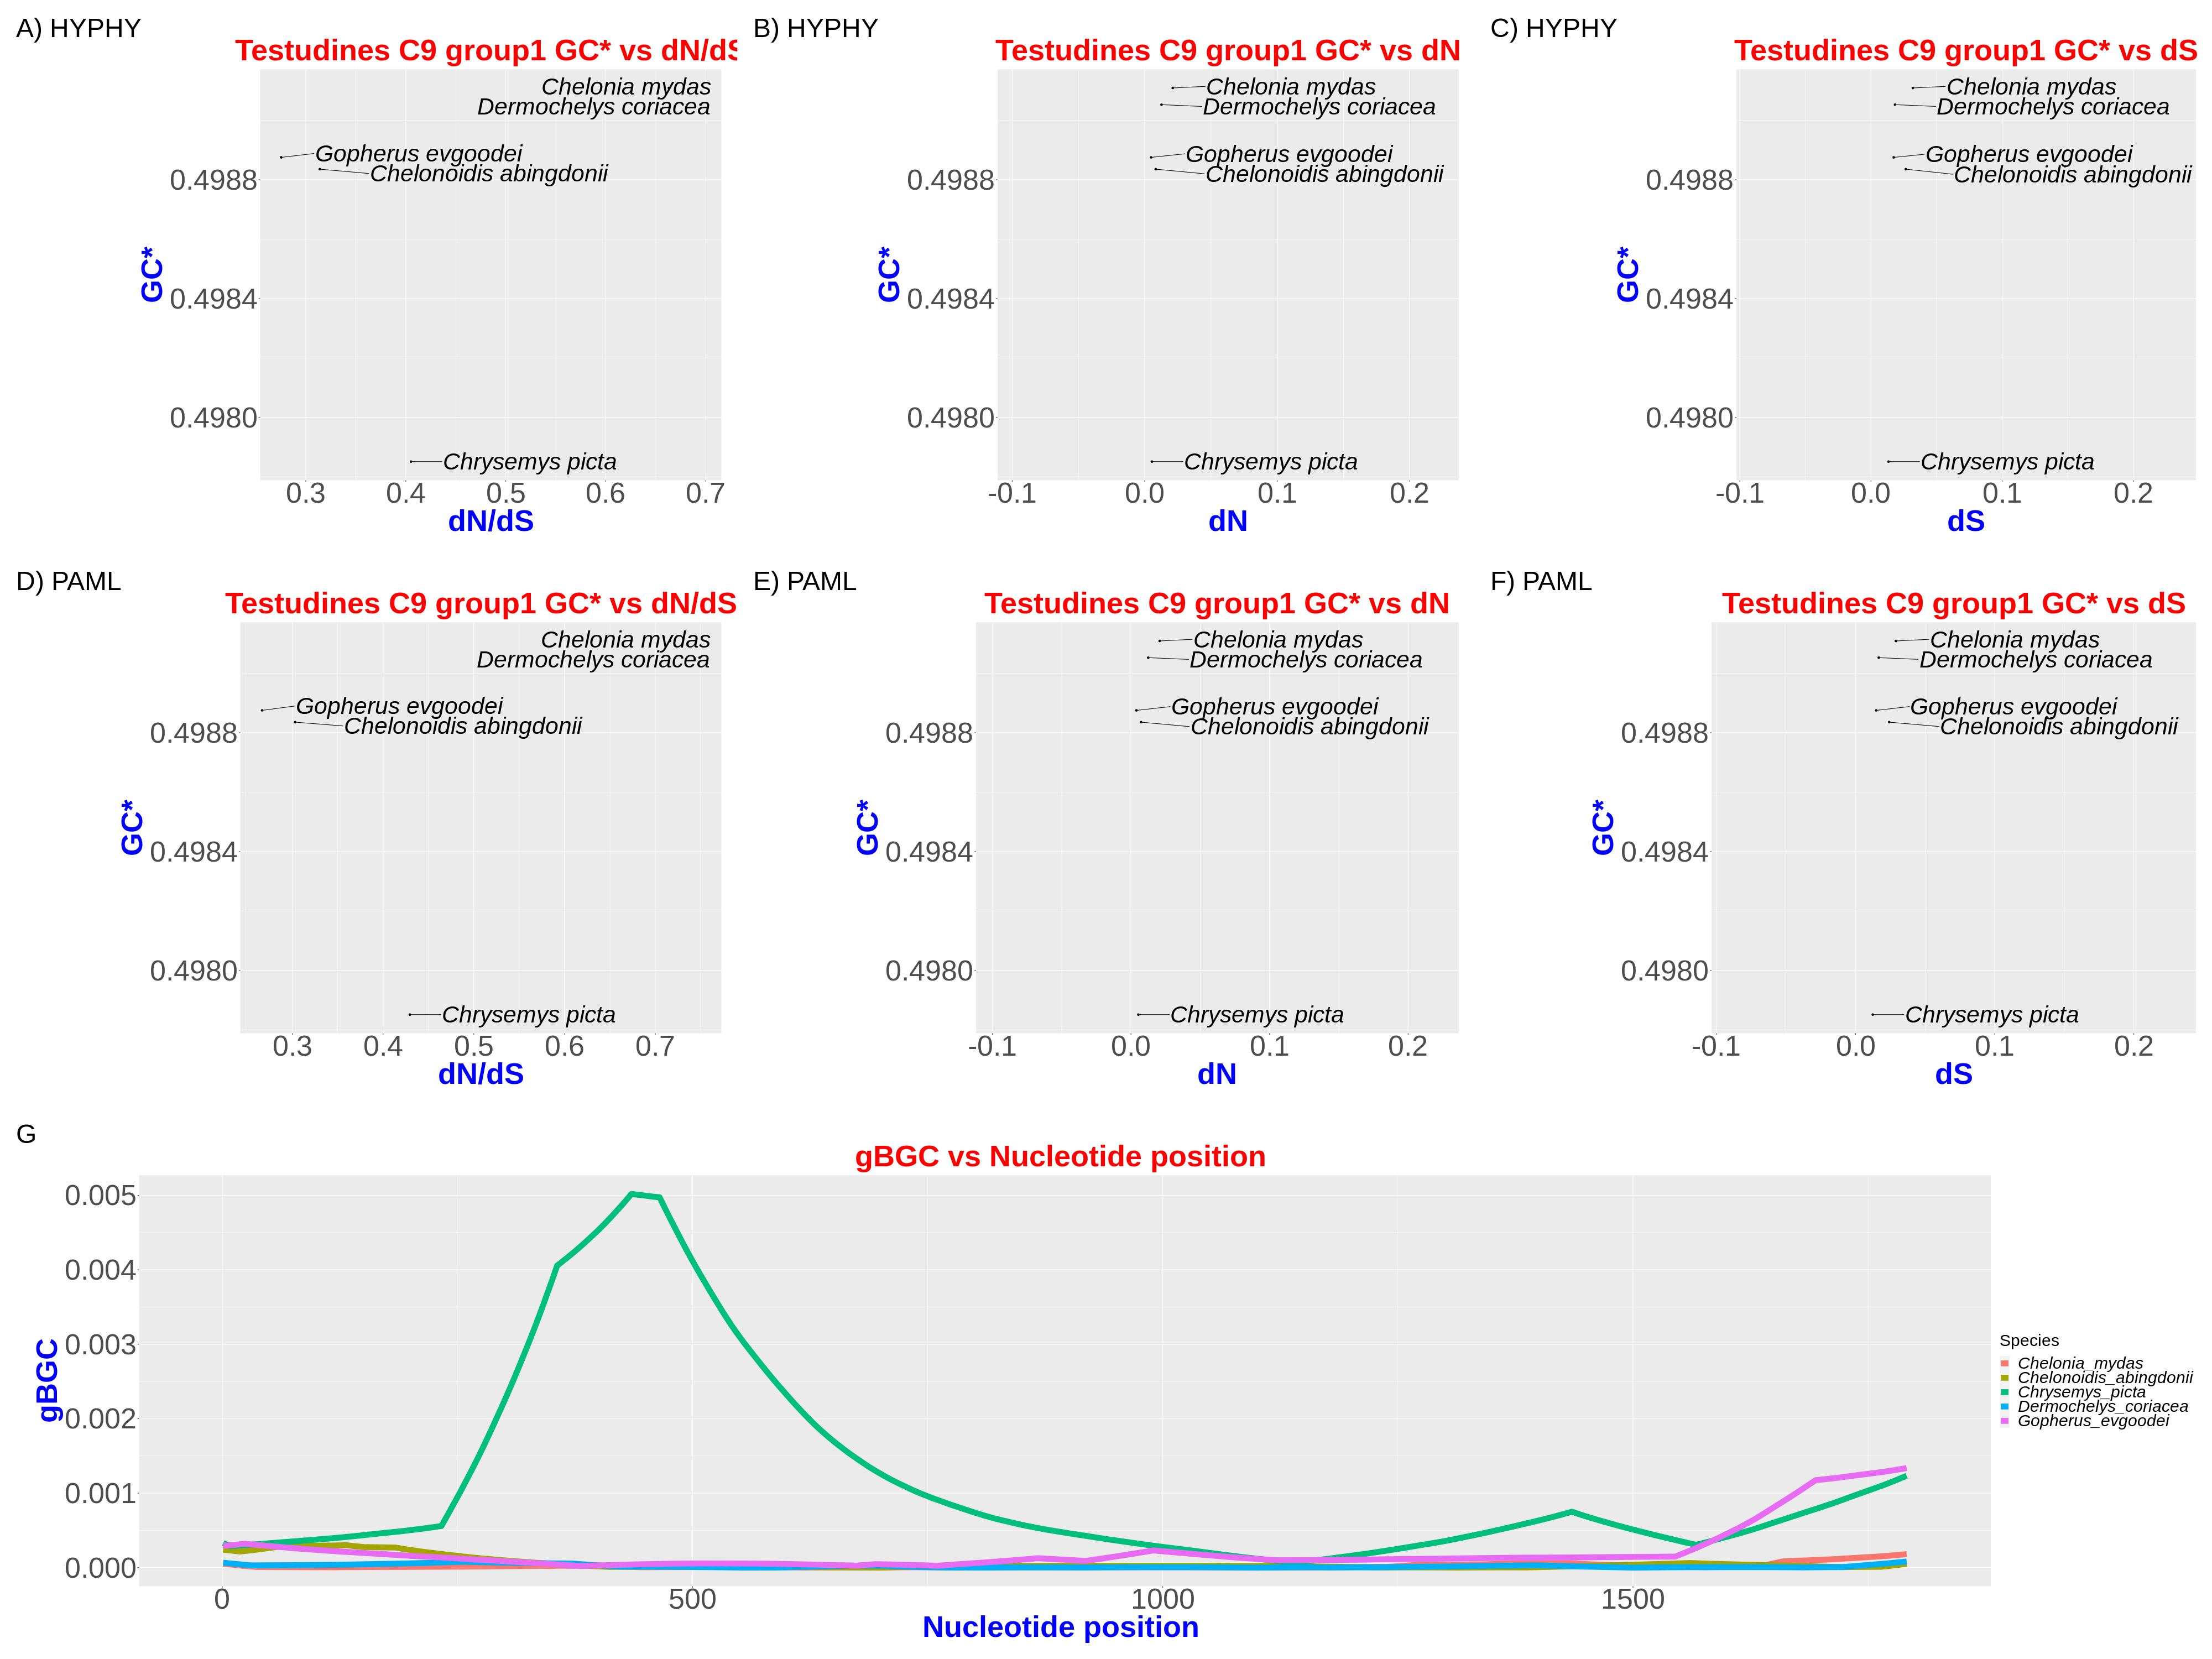 A) HYPHY
Testudines C9 group1 GC* vs dN/dS
Chelonia mydas
Dermochelys coriacea
Gopherus evgoodei
Chelonoidis abingdonii
Chrysemys picta
0.4988
0.4984
0.4980
GC*
0.3 0.4 0.5 0.6 0.7
dN/dS
B) HYPHY
Testudines C9 group1 GC* vs dN
Chelonia mydas
Dermochelys coriacea
Gopherus evgoodei
Chelonoidis abingdonii
Chrysemys picta
0.4988
0.4984
0.4980
GC*
-0.1 0.0 0.1 0.2
dN
C) HYPHY
Testudines C9 group1 GC* vs dS
Chelonia mydas
Dermochelys coriacea
Gopherus evgoodei
Chelonoidis abingdonii
Chrysemys picta
0.4988
0.4984
0.4980
GC*
-0.1 0.0 0.1 0.2
dS
D) PAML
Testudines C9 group1 GC* vs dN/dS
Chelonia mydas
Dermochelys coriacea
Gopherus evgoodei
Chelonoidis abingdonii
Chrysemys picta
0.4988
0.4984
0.4980
GC*
0.3 0.4 0.5 0.6 0.7
dN/dS
E) PAML
Testudines C9 group1 GC* vs dN
Chelonia mydas
Dermochelys coriacea
Gopherus evgoodei
Chelonoidis abingdonii
Chrysemys picta
0.4988
0.4984
0.4980
GC*
-0.1 0.0 0.1 0.2
dN
F) PAML
Testudines C9 group1 GC* vs dS
Chelonia mydas
Dermochelys coriacea
Gopherus evgoodei
Chelonoidis abingdonii
Chrysemys picta
0.4988
0.4984
0.4980
GC*
-0.1 0.0 0.1 0.2
dS
G
gBGC vs Nucleotide position
0.005
0.004
0.003
0.002
0.001
0.000
gBGC
0 500 1000 1500
Nucleotide position
Species
Chelonia_mydas
Chelonoidis_abingdonii
Chrysemys_picta
Dermochelys_coriacea
Gopherus_evgoodei